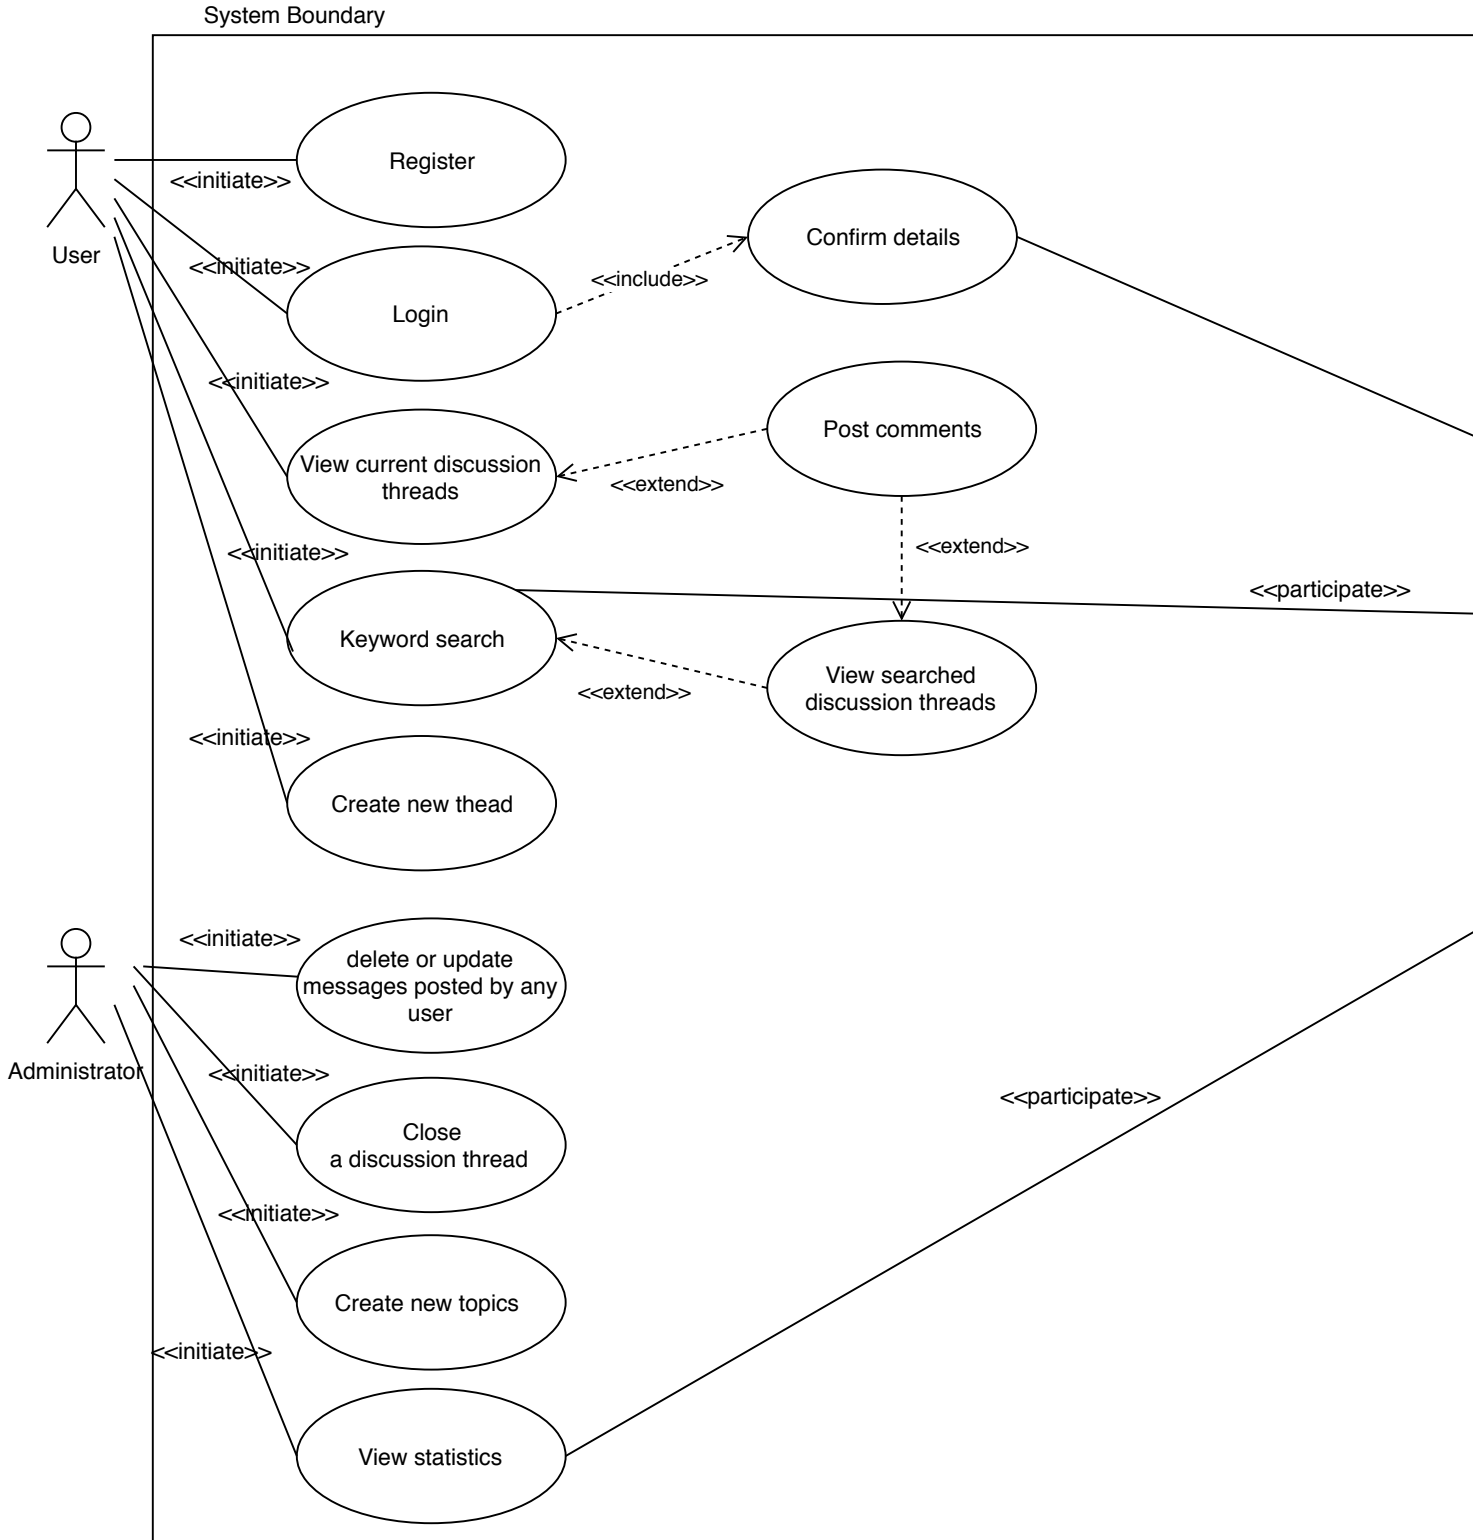 System Boundary
Register
<<initiate>>
User
Confirm details
<<initiate>>
<<include>>
Login
<<initiate>>
Post comments
View current discussion
threads
<<extend>>
<<initiate>>
<<extend>>
<<participate>>
Keyword search
View searched
discussion threads
<<extend>>
<<initiate>>
Create new thead
<<initiate>>
delete or update
messages posted by any
user
Administrator
<<initiate>>
<<participate>>
Close
a discussion thread
<<initiate>>
Create new topics
<<initiate>>
View statistics